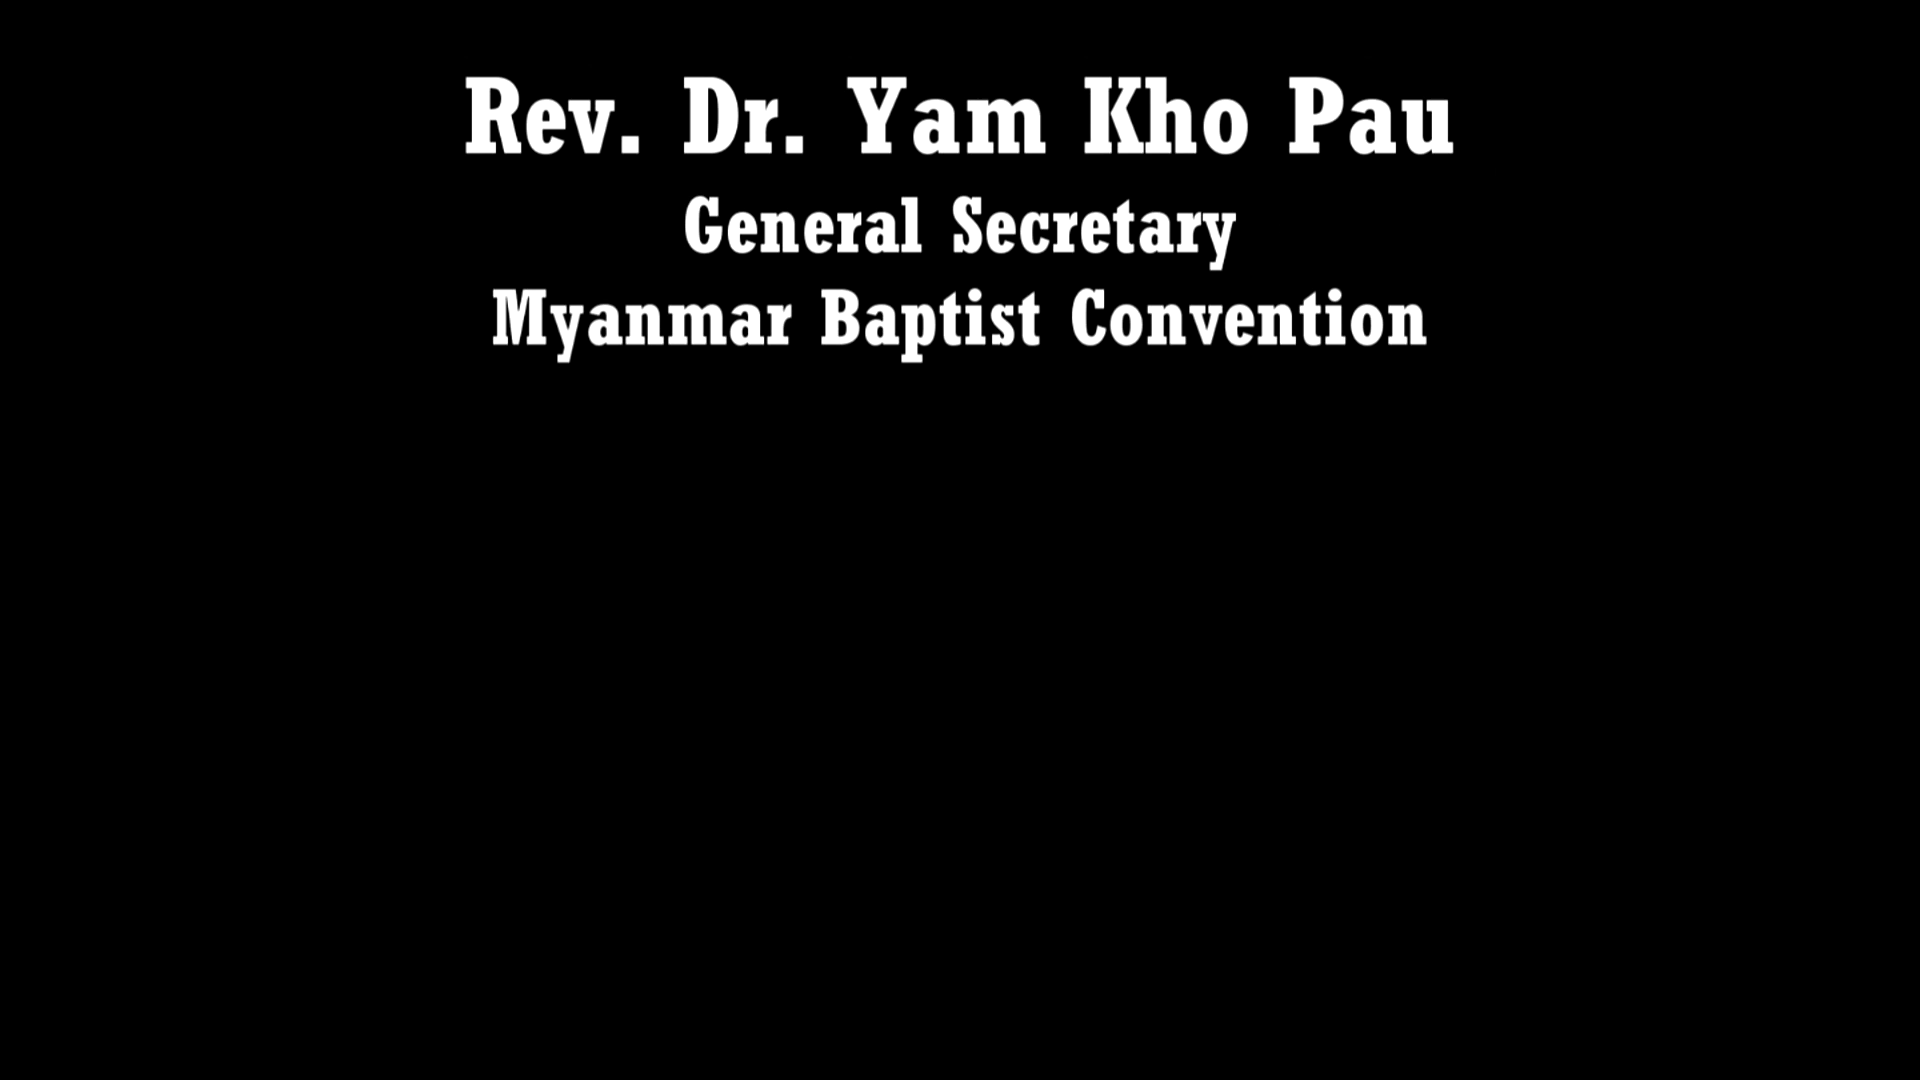 Rev. Dr. Yam Kho Pau
General Secretary
Myanmar Baptist Convention